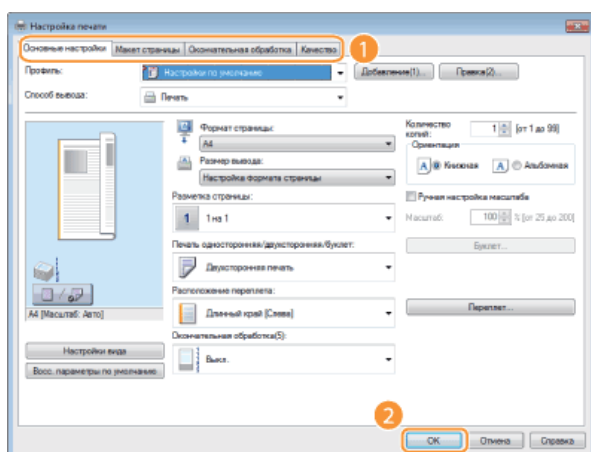 Настройка печати
Основные настройки Макет страницы Окончательная обработка Качество
1
Профиль: Настройки по умолчанию Добавление(1)... Правка(2)...
Способ вывода: Печать
Формат страницы:
A4
Размер вывода:
Настройка формата страницы
Разметка страницы:
1 1 на 1
Печать односторонняя/двухсторонняя/буклет:
Двухсторонняя печать
Расположение переплета:
Длинный край [Слева]
Окончательная обработка(5):
Выкл.
Количество копий: 1 [от 1 до 99]
Ориентация
A Книжная A Альбомная
Ручная настройка масштаба
Масштаб: 100 % [от 25 до 200]
Буклет...
Переплет...
A4 [Масштаб: Авто]
Настройки вида
Восс. параметры по умолчанию
2
OK Отмена Справка